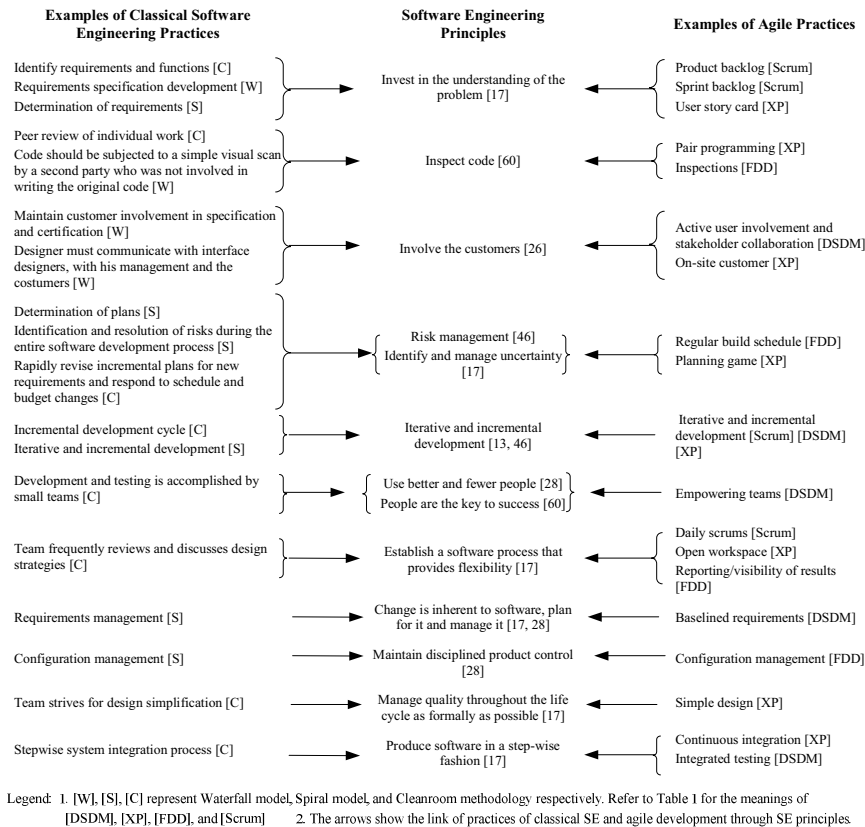 Examples of Classical Software
Engineering Practices
Software Engineering
Principles
Examples of Agile Practices
Identify requirements and functions [C]
Requirements specification development [W]
Determination of requirements [S]
Invest in the understanding of the
problem [17]
Product backlog [Scrum]
Sprint backlog [Scrum]
User story card [XP]
Peer review of individual work [C]
Code should be subjected to a simple visual scan
by a second party who was not involved in
writing the original code [W]
Inspect code [60]
Pair programming [XP]
Inspections [FDD]
Maintain customer involvement in specification
and certification [W]
Designer must communicate with interface
designers, with his management and the
costumers [W]
Involve the customers [26]
Active user involvement and
stakeholder collaboration [DSDM]
On-site customer [XP]
Determination of plans [S]
Identification and resolution of risks during the
entire software development process [S]
Rapidly revise incremental plans for new
requirements and respond to schedule and
budget changes [C]
Risk management [46]
Identify and manage uncertainty
[17]
Regular build schedule [FDD]
Planning game [XP]
Incremental development cycle [C]
Iterative and incremental development [S]
Iterative and incremental
development [13, 46]
Iterative and incremental
development [Scrum] [DSDM]
[XP]
Development and testing is accomplished by
small teams [C]
Use better and fewer people [28]
People are the key to success [60]
Empowering teams [DSDM]
Team frequently reviews and discusses design
strategies [C]
Establish a software process that
provides flexibility [17]
Daily scrums [Scrum]
Open workspace [XP]
Reporting/visibility of results
[FDD]
Requirements management [S]
Change is inherent to software, plan
for it and manage it [17, 28]
Baselined requirements [DSDM]
Configuration management [S]
Maintain disciplined product control
[28]
Configuration management [FDD]
Team strives for design simplification [C]
Manage quality throughout the life
cycle as formally as possible [17]
Simple design [XP]
Stepwise system integration process [C]
Produce software in a step-wise
fashion [17]
Continuous integration [XP]
Integrated testing [DSDM]
Legend: 1. [W], [S], [C] represent Waterfall model, Spiral model, and Cleanroom methodology respectively. Refer to Table 1 for the meanings of
[DSDM], [XP], [FDD], and [Scrum] 2. The arrows show the link of practices of classical SE and agile development through SE principles.